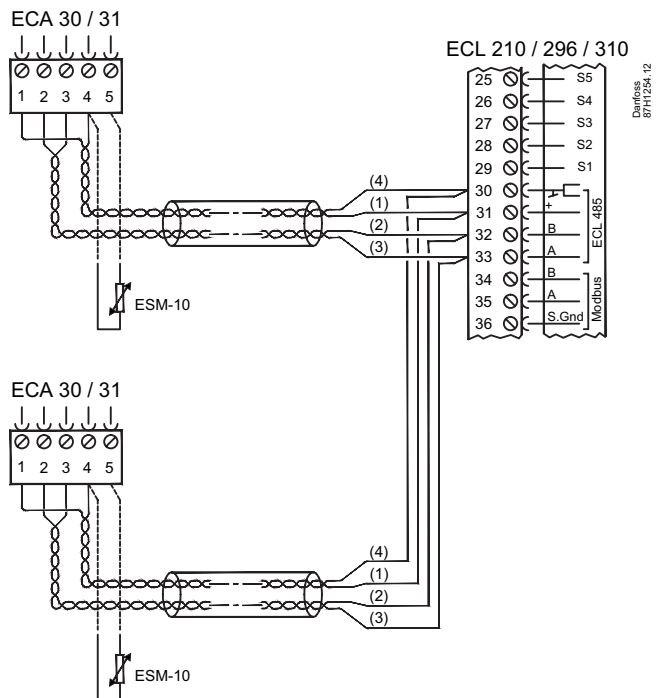 ECA 30 / 31
1 2 3 4 5
ESM-10
(4)
(1)
(2)
(3)
ECL 210 / 296 / 310
25 S5
26 S4
27 S3
28 S2
29 S1
30
31 +
32 B
33 A
ECL 485
34 B
35 A
36 S.Gnd
Modbus
Danfoss
87H1254.12
ECA 30 / 31
1 2 3 4 5
ESM-10
(4)
(1)
(2)
(3)